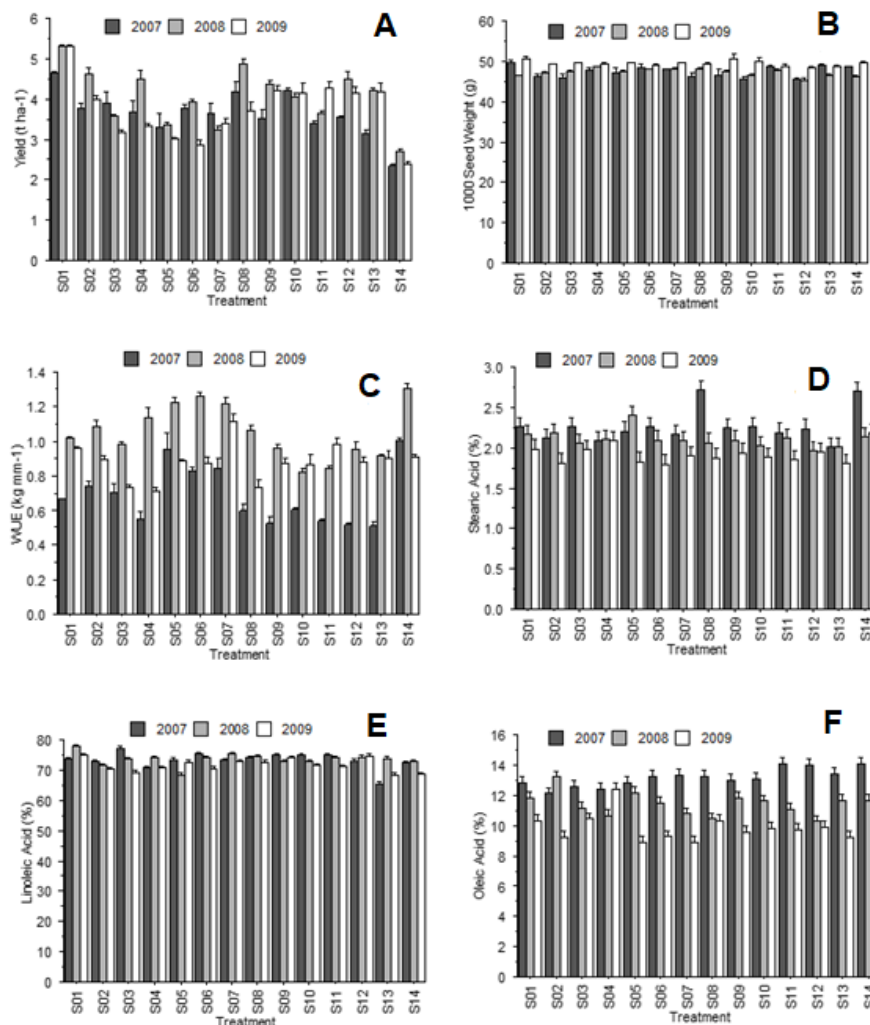 2007 2008 2009
A
Yield (t ha-1)
6
5
4
3
2
1
0
S01 S02 S03 S04 S05 S06 S07 S08 S09 S10 S11 S12 S13 S14
Treatment
2007 2008 2009
B
1000 Seed Weight (g)
60
50
40
30
20
10
0
S01 S02 S03 S04 S05 S06 S07 S08 S09 S10 S11 S12 S13 S14
Treatment
2007 2008 2009
C
WUE (kg mm-1)
1.4
1.2
1.0
0.8
0.6
0.4
0.2
0.0
S01 S02 S03 S04 S05 S06 S07 S08 S09 S10 S11 S12 S13 S14
Treatment
2007 2008 2009
D
Stearic Acid (%)
3.0
2.5
2.0
1.5
1.0
0.5
0.0
S01 S02 S03 S04 S05 S06 S07 S08 S09 S10 S11 S12 S13 S14
Treatment
2007 2008 2009
E
Linoleic Acid (%)
80
70
60
50
40
30
20
10
0
S01 S02 S03 S04 S05 S06 S07 S08 S09 S10 S11 S12 S13 S14
Treatment
2007 2008 2009
F
Oleic Acid (%)
16
14
12
10
8
6
4
2
0
S01 S02 S03 S04 S05 S06 S07 S08 S09 S10 S11 S12 S13 S14
Treatment